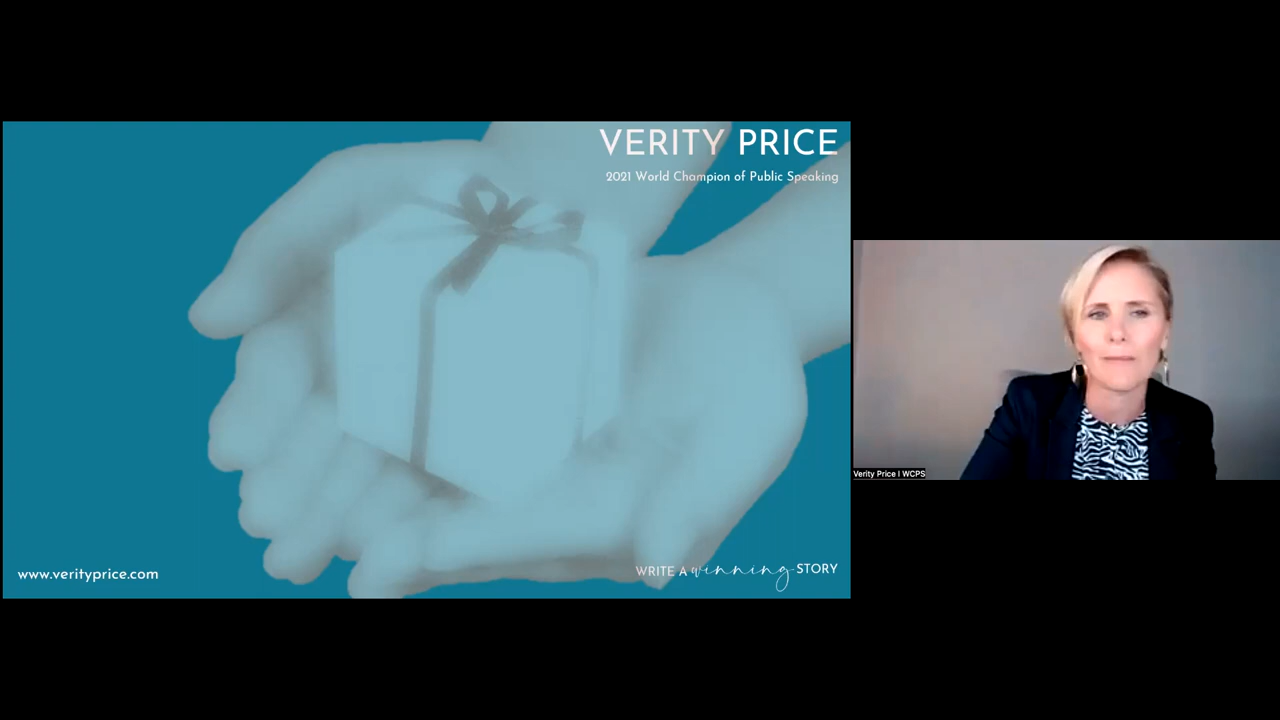 VERITY PRICE
2021 World Champion of Public Speaking
www.verityprice.com
WRITE A winning STORY
Verity Price I WCPS